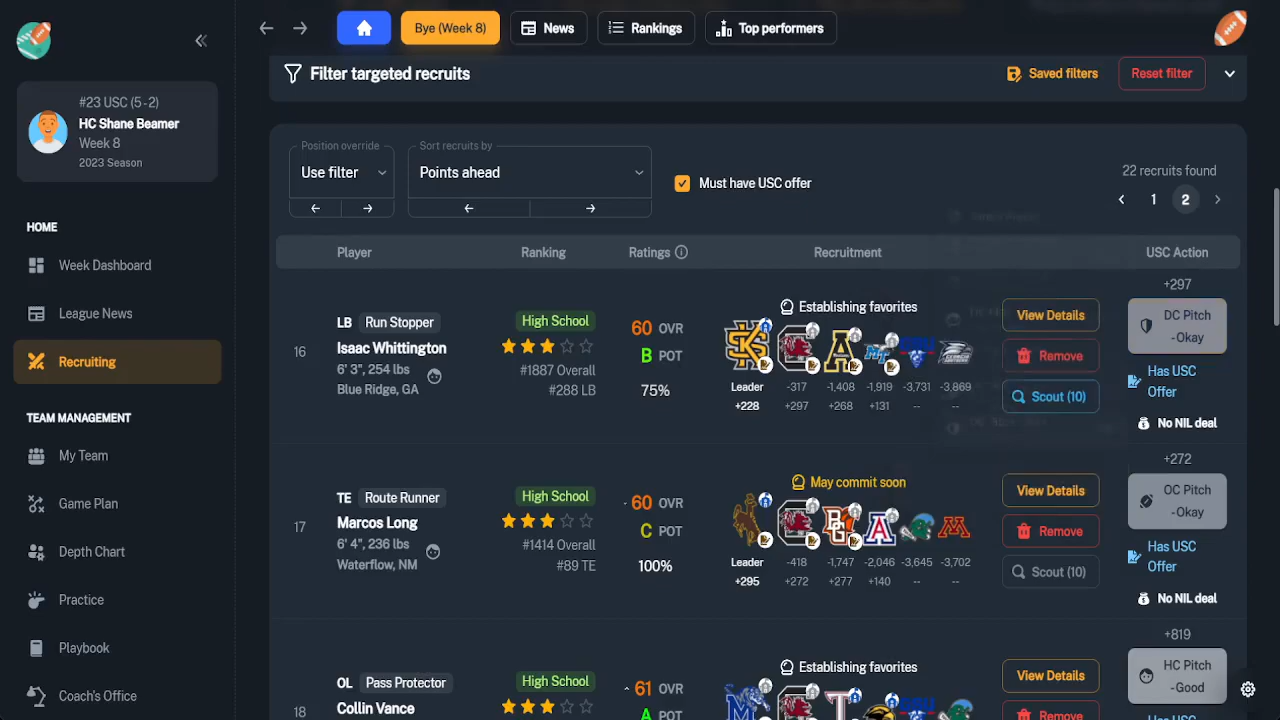 Bye (Week 8)
News
Rankings
Top performers
#23 USC (5-2)
HC Shane Beamer
Week 8
2023 Season
HOME
Week Dashboard
League News
Recruiting
TEAM MANAGEMENT
My Team
Game Plan
Depth Chart
Practice
Playbook
Coach's Office
Filter targeted recruits
Saved filters
Reset filter
Position override
Use filter
Sort recruits by
Points ahead
Must have USC offer
22 recruits found
1
2
Player
Ranking
Ratings
Recruitment
USC Action
16
LB Run Stopper
Isaac Whittington
6' 3", 254 lbs
Blue Ridge, GA
High School
#1887 Overall
#288 LB
60 OVR
B POT
75%
Establishing favorites
Leader -317 -1,408 -1,919 -3,731 -3,869
+228 +297 +268 +131 -- --
View Details
Remove
Scout (10)
+297
DC Pitch
-Okay
Has USC
Offer
No NIL deal
17
TE Route Runner
Marcos Long
6' 4", 236 lbs
Waterflow, NM
High School
#1414 Overall
#89 TE
60 OVR
C POT
100%
May commit soon
Leader -418 -1,747 -2,046 -3,645 -3,702
+295 +272 +277 +140 -- --
View Details
Remove
Scout (10)
+272
OC Pitch
-Okay
Has USC
Offer
No NIL deal
18
OL Pass Protector
Collin Vance
High School
61 OVR
A POT
Establishing favorites
View Details
Remove
+819
HC Pitch
-Good
Has USC